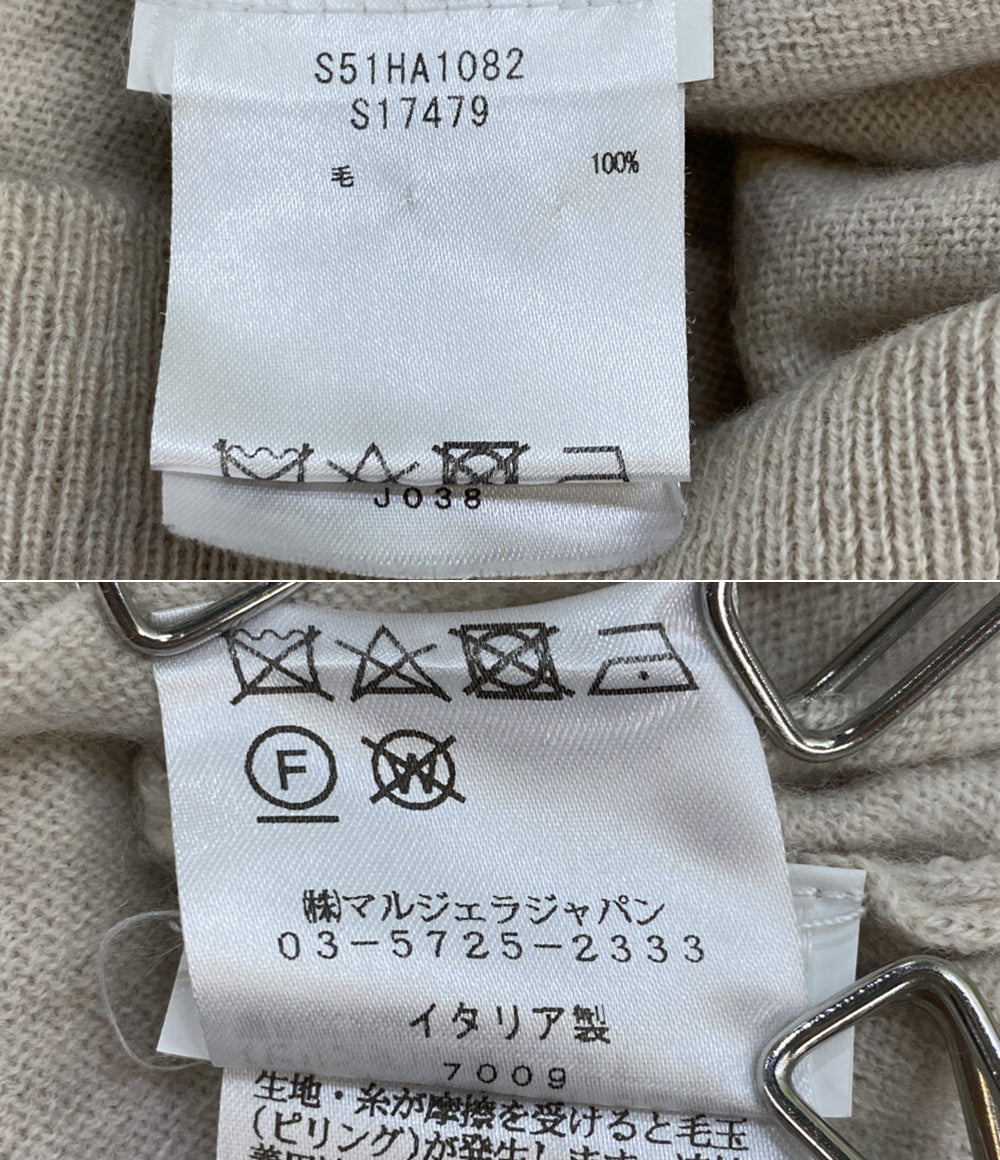 S51HA1082
S17479
毛 100%
J038
F
W
㈱マルジェラジャパン
03-5725-2333
イタリア製
7009
生地・糸が摩擦を受けると毛玉
(ピリング)が発生します